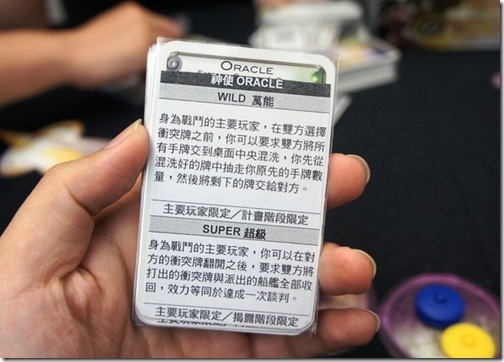 ORACLE
神使 ORACLE
WILD 萬能
身為戰鬥的主要玩家，在雙方選擇
衝突牌之前，你可以要求雙方將所
有手牌交到桌面中央混洗，你先從
混洗好的牌中抽走你原先的手牌數
量，然後將剩下的牌交給對方。
主要玩家限定／計畫階段限定
SUPER 超級
身為戰鬥的主要玩家，你可以在對
方的衝突牌翻開之後，要求雙方將
打出的衝突牌與派出的船艦全部收
回，效力等同於達成一次談判。
主要玩家限定／揭露階段限定